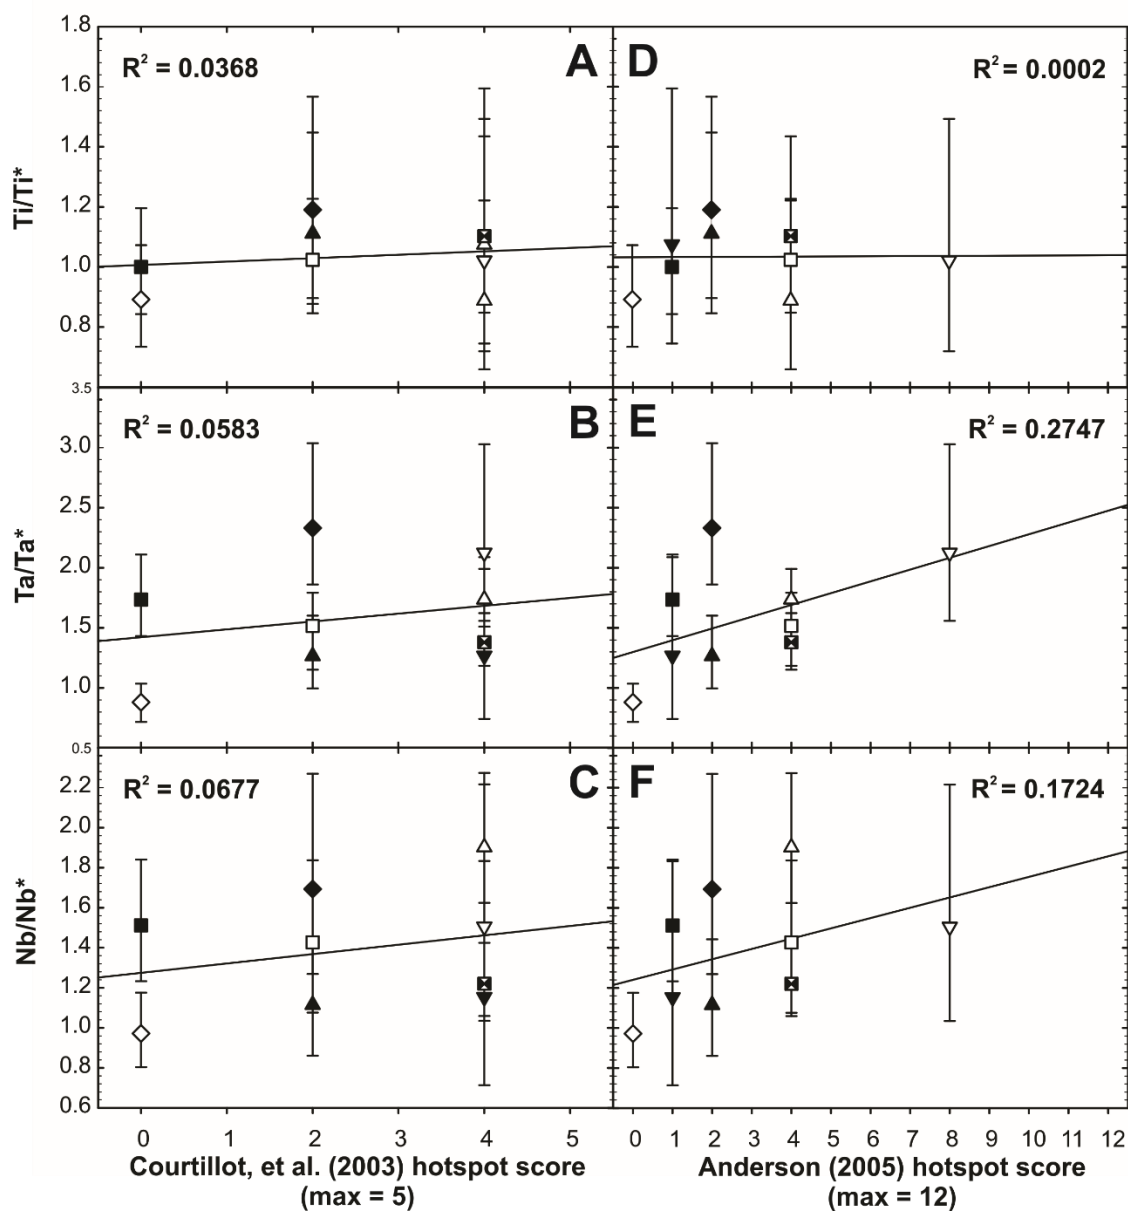 1.8
1.6
1.4
1.2
1.0
0.8
Ti/Ti*
R² = 0.0368
A
D
R² = 0.0002
3.5
3.0
2.5
2.0
1.5
1.0
0.5
Ta/Ta*
R² = 0.0583
B
E
R² = 0.2747
2.2
2.0
1.8
1.6
1.4
1.2
1.0
0.8
0.6
Nb/Nb*
R² = 0.0677
C
F
R² = 0.1724
0 1 2 3 4 5
0 1 2 3 4 5 6 7 8 9 10 11 12
Courtillot, et al. (2003) hotspot score
(max = 5)
Anderson (2005) hotspot score
(max = 12)